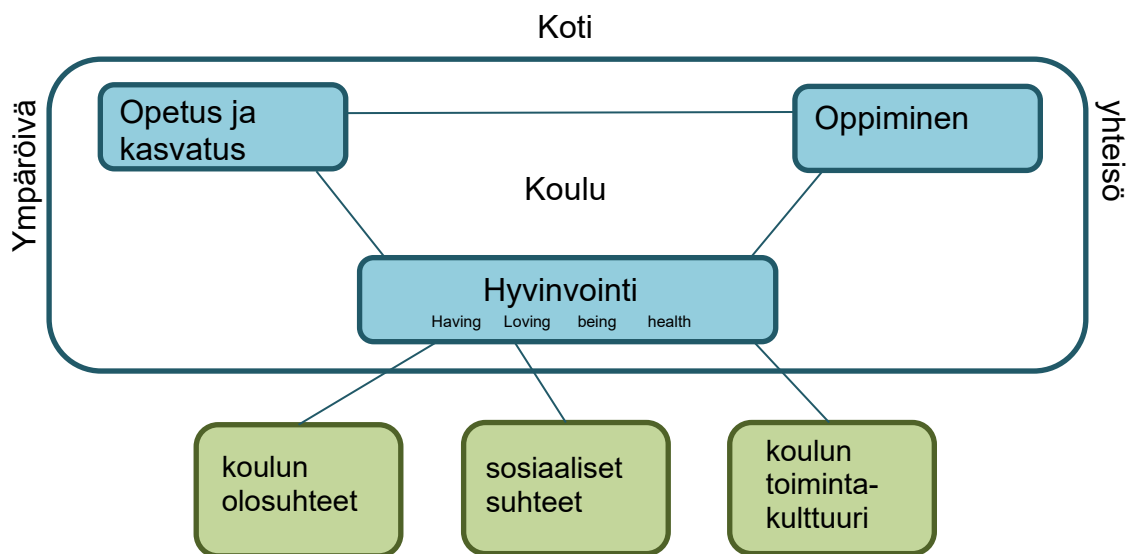 Koti
Ympäröivä
yhteisö
Opetus ja
kasvatus
Oppiminen
Koulu
Hyvinvointi
Having Loving being health
koulun
olosuhteet
sosiaaliset
suhteet
koulun
toiminta-
kulttuuri